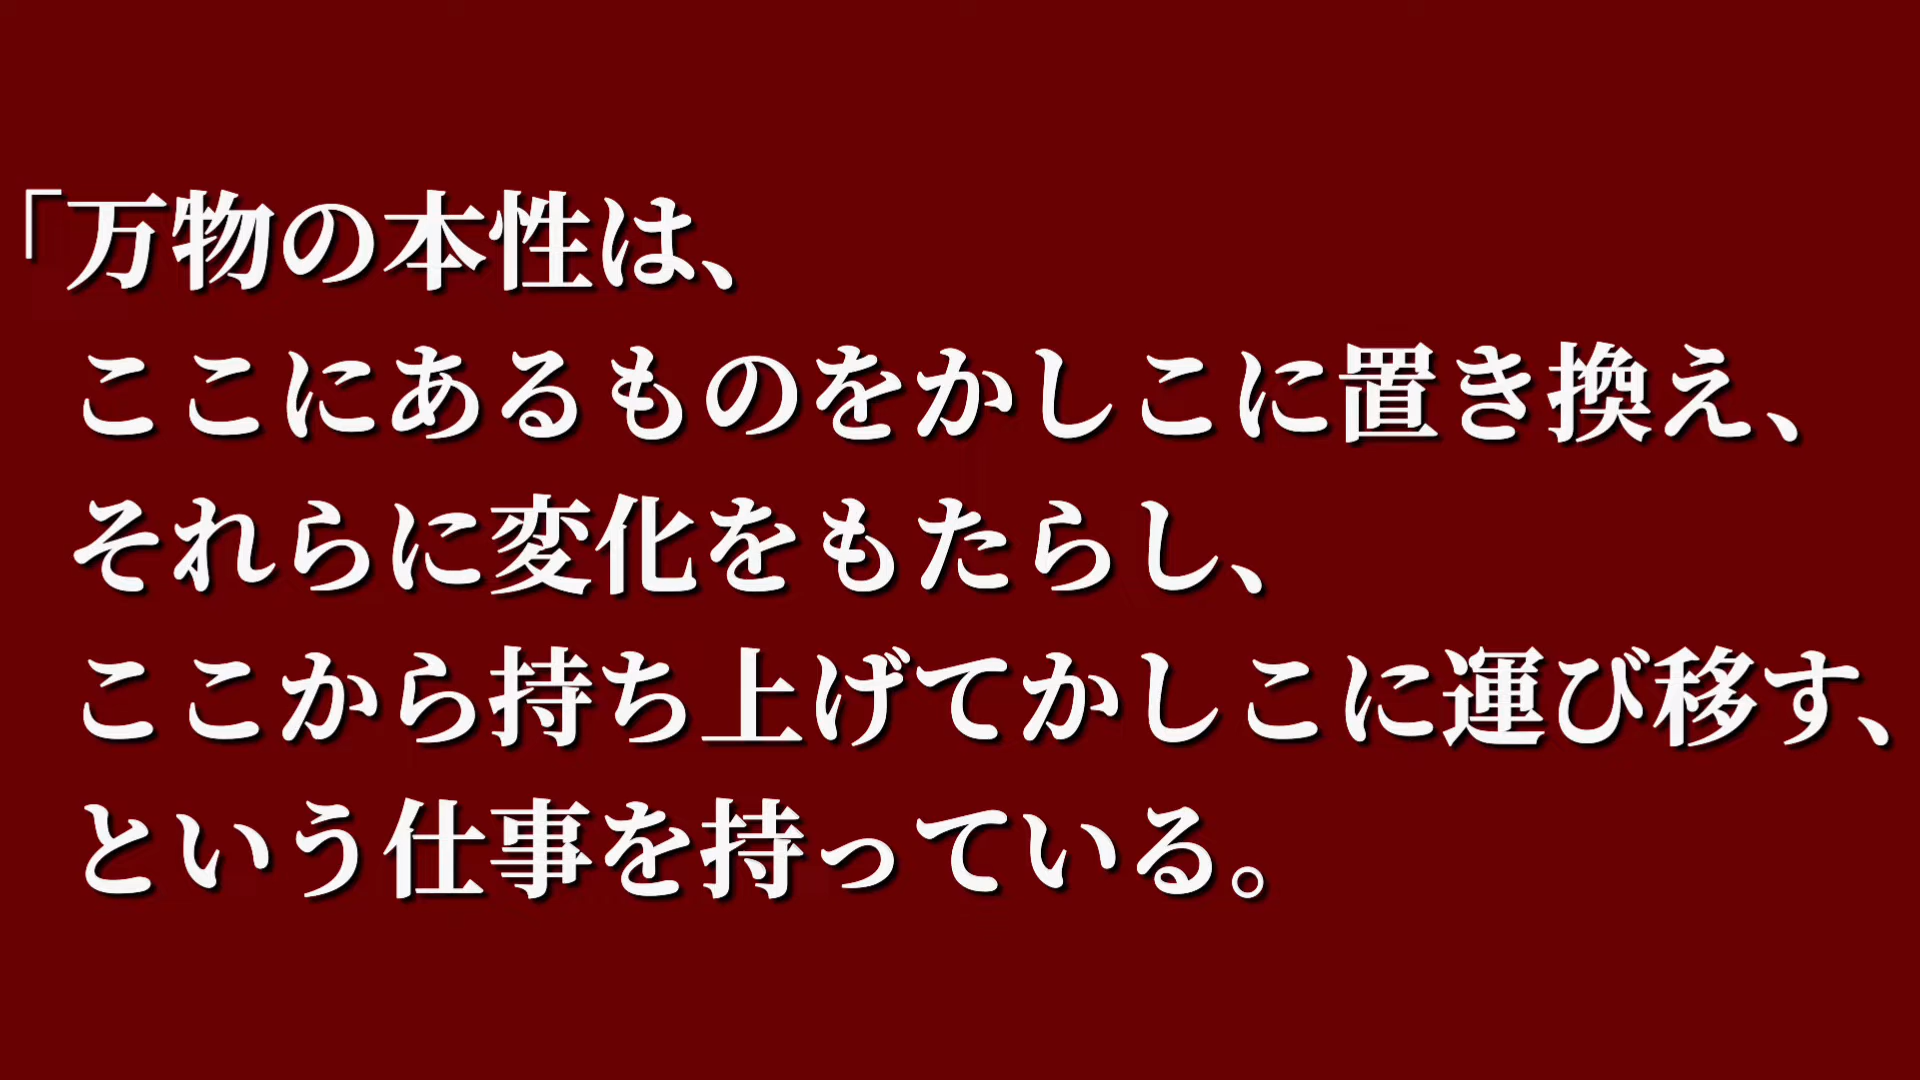 「万物の本性は、
ここにあるものをかしこに置き換え、
それらに変化をもたらし、
ここから持ち上げてかしこに運び移す、
という仕事を持っている。